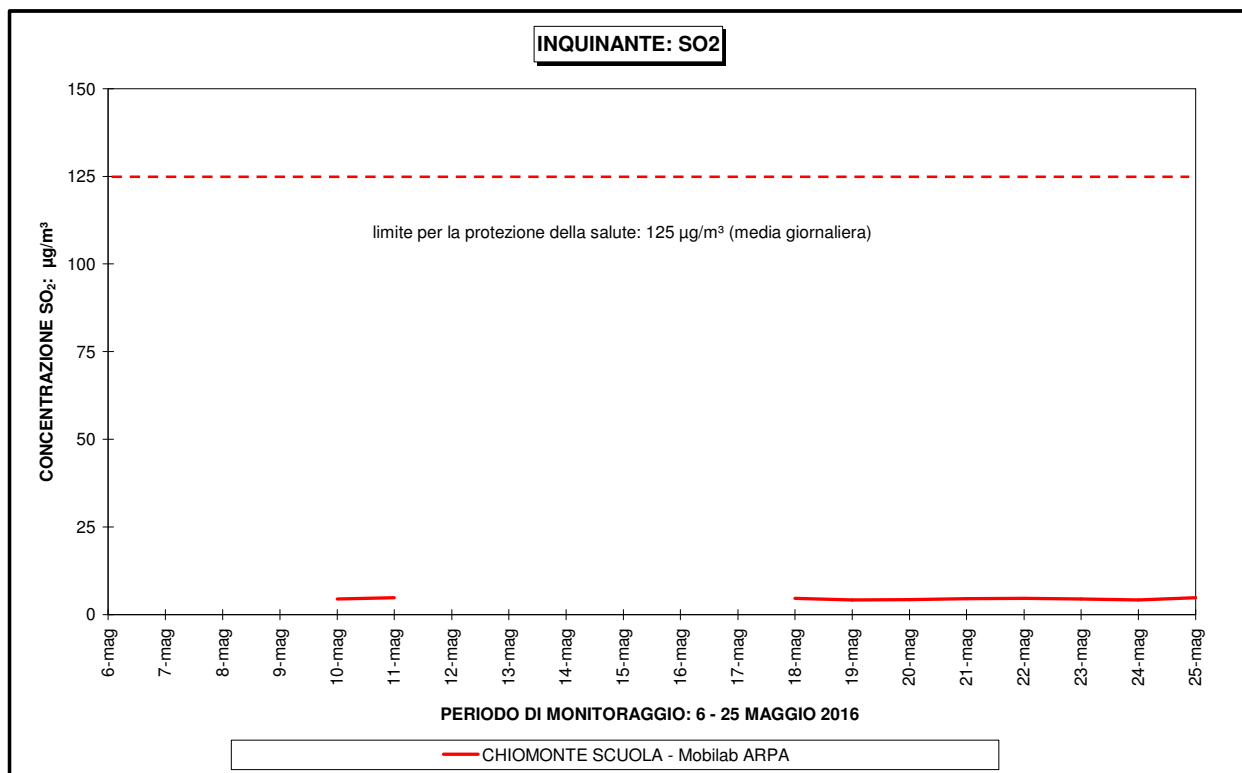 INQUINANTE: SO2
150
125
100
75
50
25
0
CONCENTRAZIONE SO₂: µg/m³
limite per la protezione della salute: 125 µg/m³ (media giornaliera)
6-mag
7-mag
8-mag
9-mag
10-mag
11-mag
12-mag
13-mag
14-mag
15-mag
16-mag
17-mag
18-mag
19-mag
20-mag
21-mag
22-mag
23-mag
24-mag
25-mag
PERIODO DI MONITORAGGIO: 6 - 25 MAGGIO 2016
CHIOMONTE SCUOLA - Mobilab ARPA